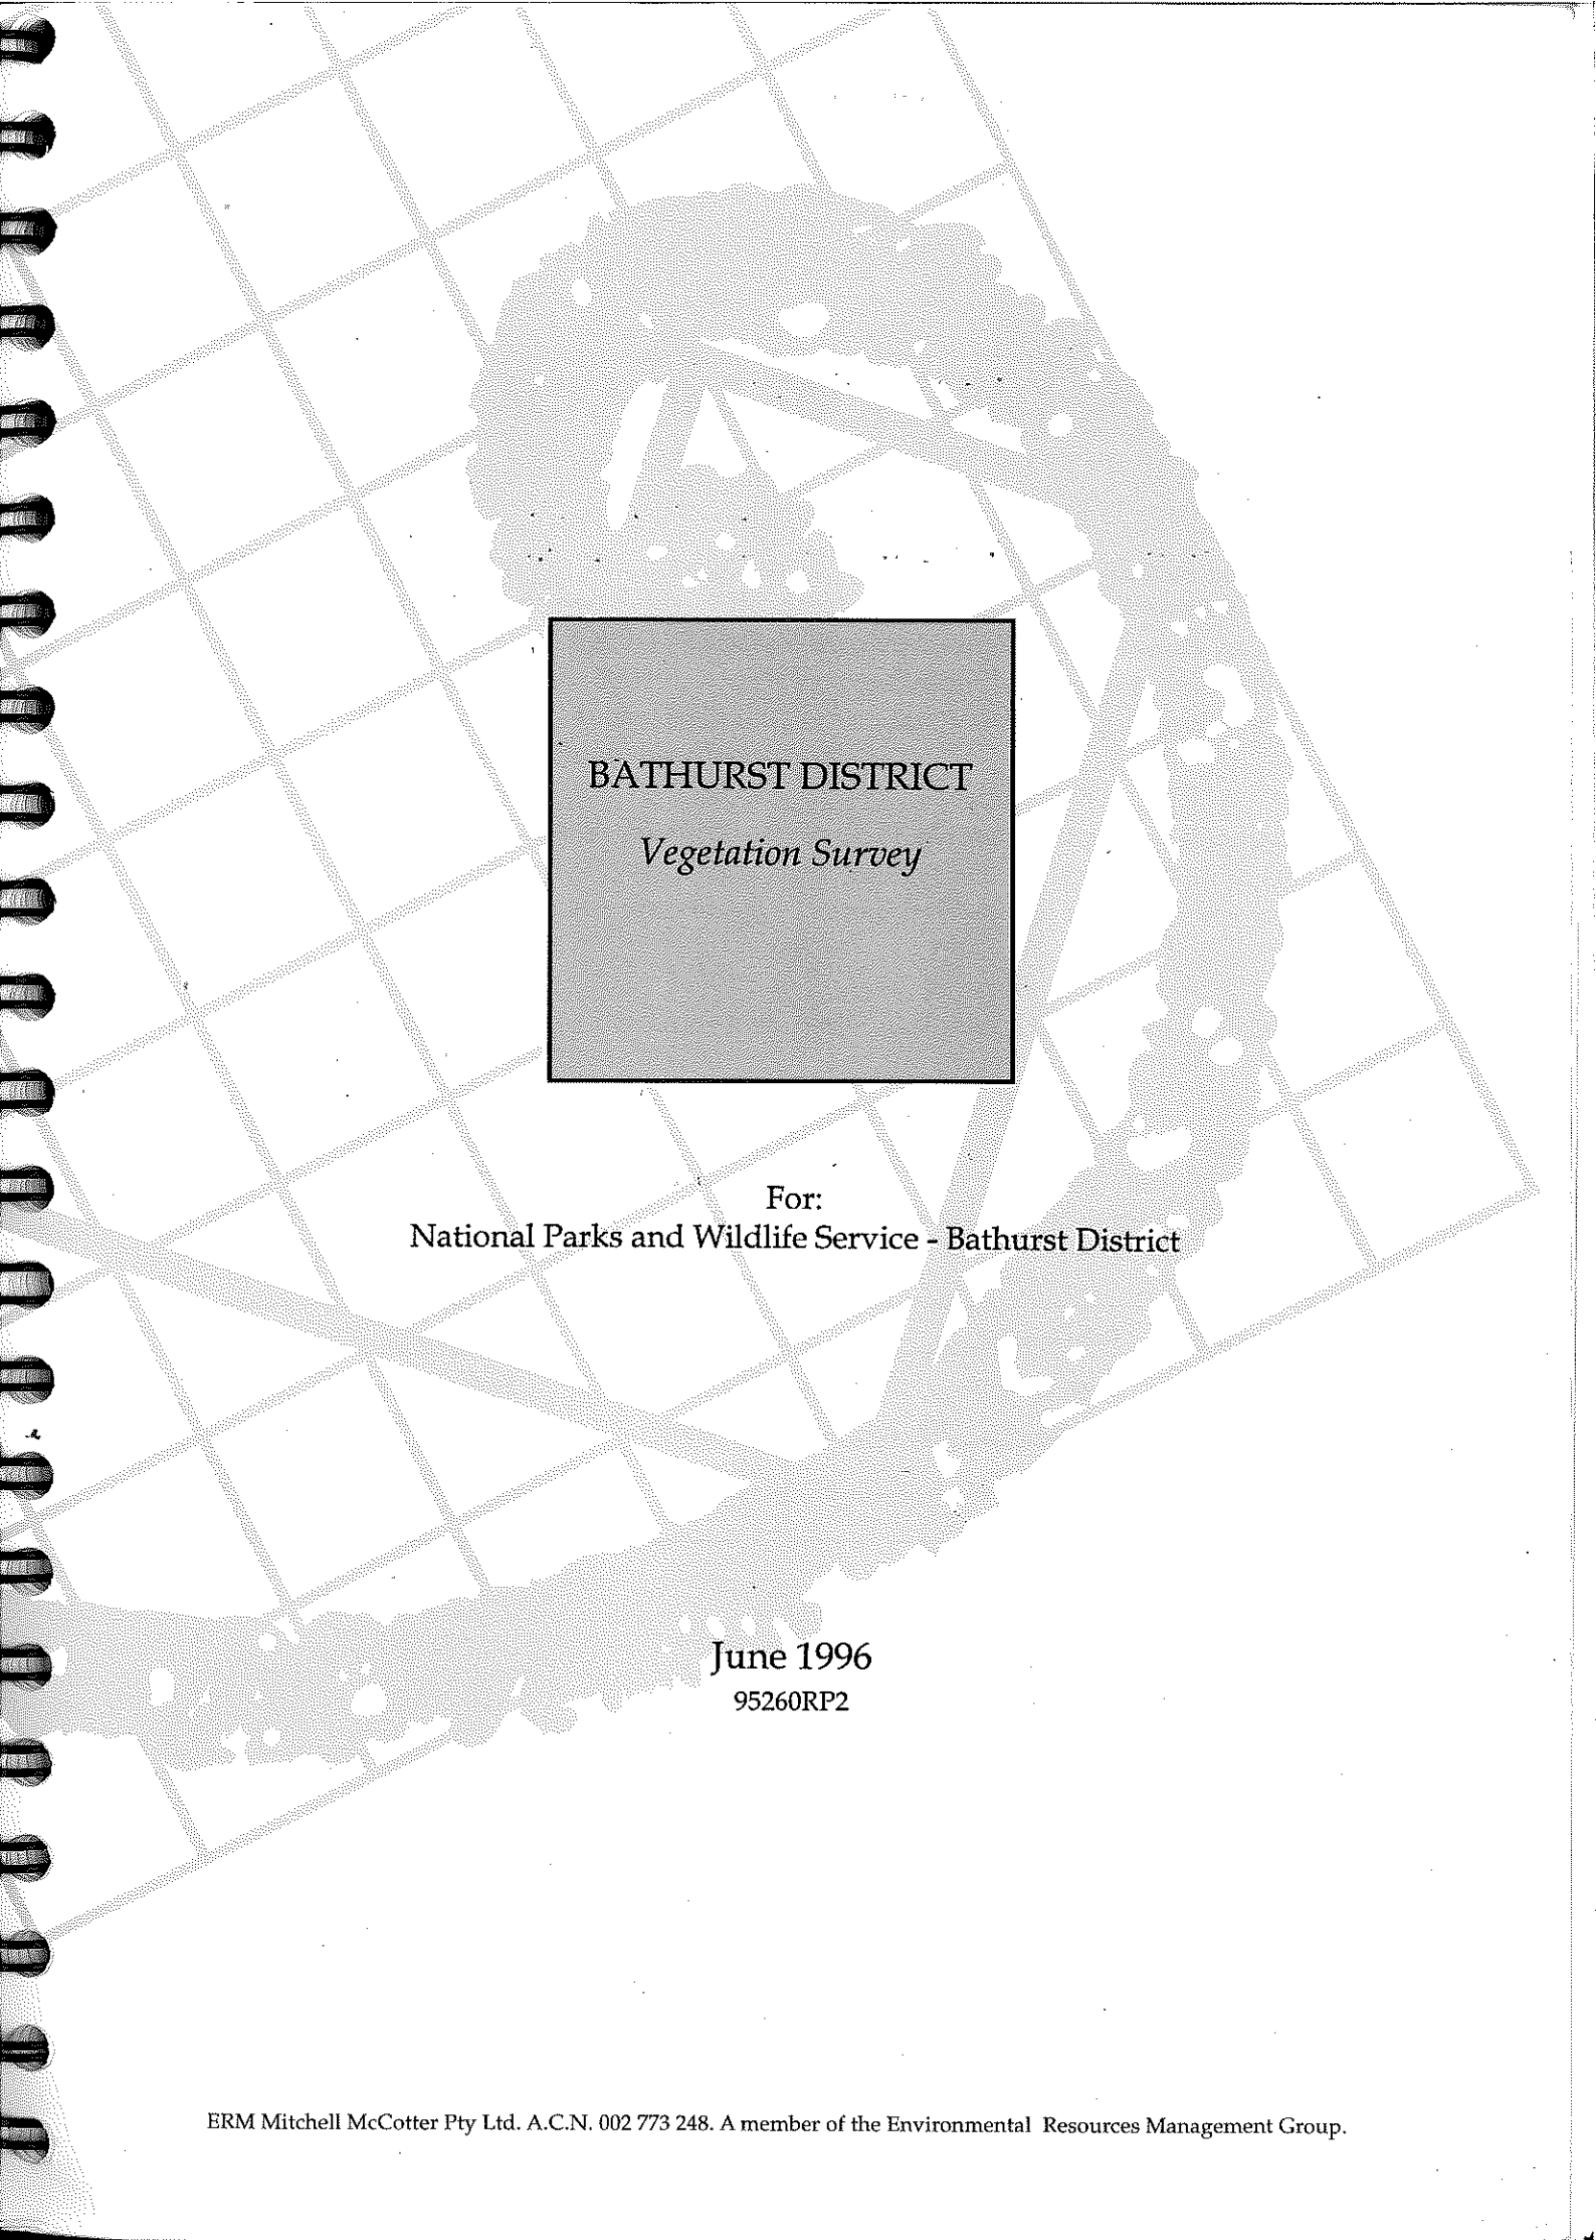 BATHURST DISTRICT
Vegetation Survey
For:
National Parks and Wildlife Service - Bathurst District
June 1996
95260RP2
ERM Mitchell McCotter Pty Ltd. A.C.N. 002 773 248. A member of the Environmental Resources Management Group.